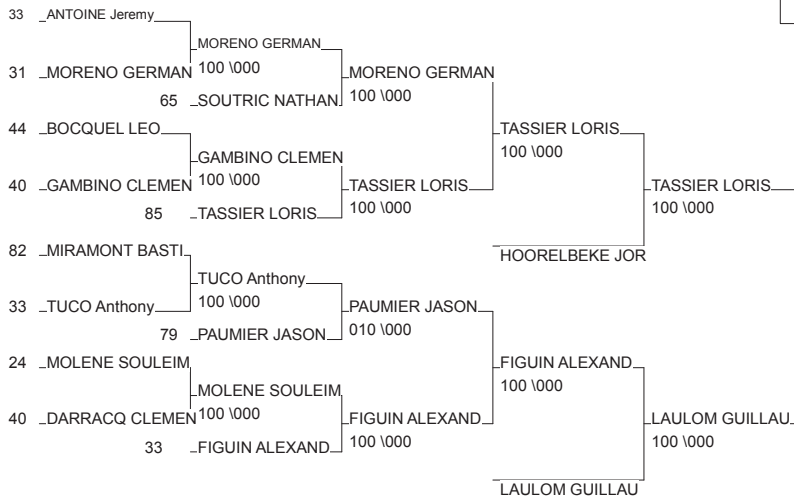 33 ANTOINE Jeremy
MORENO GERMAN
31 MORENO GERMAN 100 \000 MORENO GERMAN
65 SOUTRIC NATHAN 100 \000
44 BOCQUEL LEO TASSIER LORIS
100 \000
GAMBINO CLEMEN
40 GAMBINO CLEMEN 100 \000 TASSIER LORIS TASSIER LORIS
85 TASSIER LORIS 100 \000 100 \000
82 MIRAMONT BASTI HOORELBEKE JOR
TUCO Anthony
33 TUCO Anthony 100 \000 PAUMIER JASON
79 PAUMIER JASON 010 \000
24 MOLENE SOULEIM FIGUIN ALEXAND
100 \000
MOLENE SOULEIM
40 DARRACQ CLEMEN 100 \000 FIGUIN ALEXAND LAULOM GUILLAU
33 FIGUIN ALEXAND 100 \000 100 \000
LAULOM GUILLAU